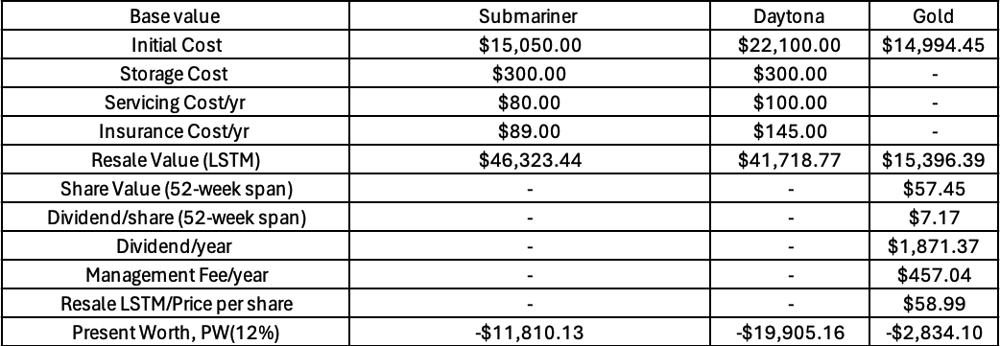 Base value Submariner Daytona Gold
Initial Cost $15,050.00 $22,100.00 $14,994.45
Storage Cost $300.00 $300.00 -
Servicing Cost/yr $80.00 $100.00 -
Insurance Cost/yr $89.00 $145.00 -
Resale Value (LSTM) $46,323.44 $41,718.77 $15,396.39
Share Value (52-week span) - - $57.45
Dividend/share (52-week span) - - $7.17
Dividend/year - - $1,871.37
Management Fee/year - - $457.04
Resale LSTM/Price per share - - $58.99
Present Worth, PW(12%) -$11,810.13 -$19,905.16 -$2,834.10